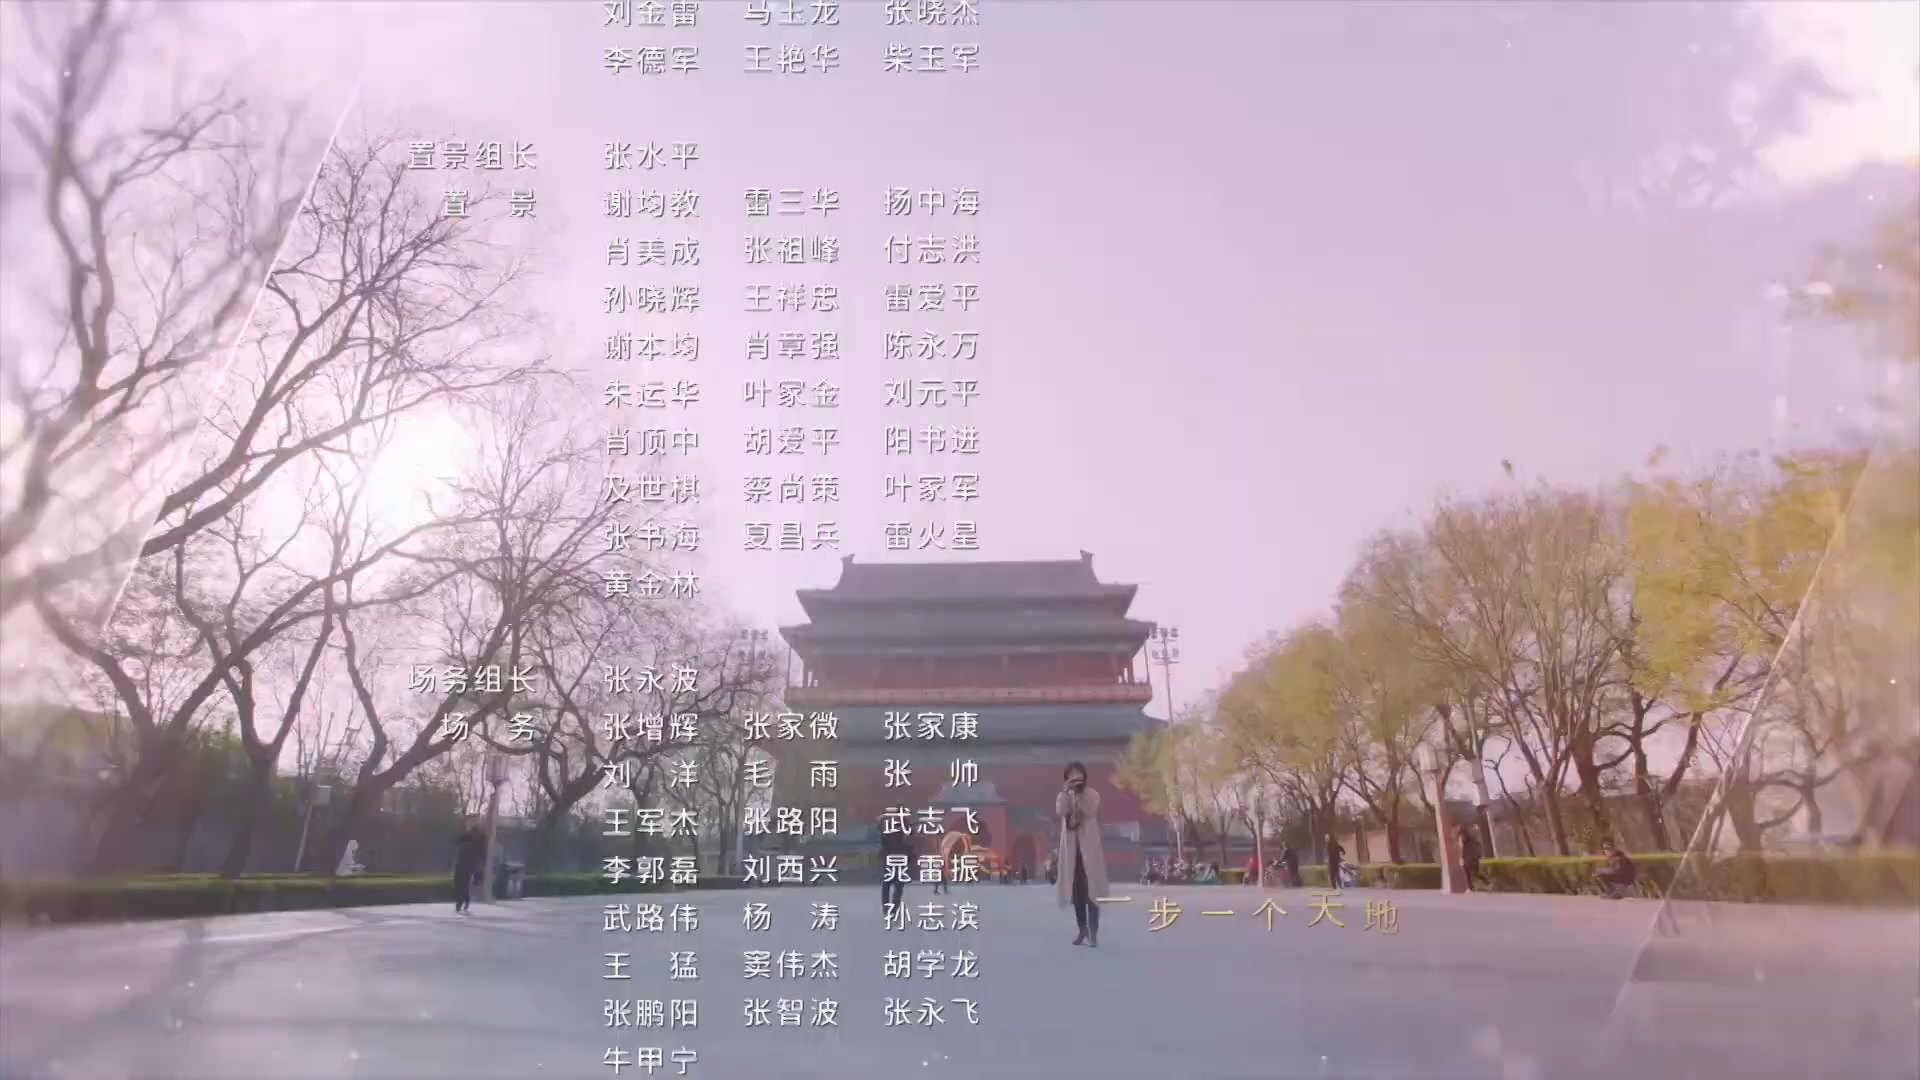 刘金雷 马玉龙 张晓杰
李德军 王艳华 柴玉军
置景组长 张水平
置景 谢均教 雷三华 扬中海
肖美成 张祖峰 付志洪
孙晓辉 王祥忠 雷爱平
谢本均 肖章强 陈永万
朱运华 叶家金 刘元平
肖顶中 胡爱平 阳书进
及世棋 蔡尚策 叶家军
张书海 夏昌兵 雷火星
黄金林
场务组长 张永波
场务 张增辉 张家微 张家康
刘洋 毛雨 张帅
王军杰 张路阳 武志飞
李郭磊 刘西兴 晁雷振
武路伟 杨涛 孙志滨
一步一个天地
王猛 窦伟杰 胡学龙
张鹏阳 张智波 张永飞
牛甲宁